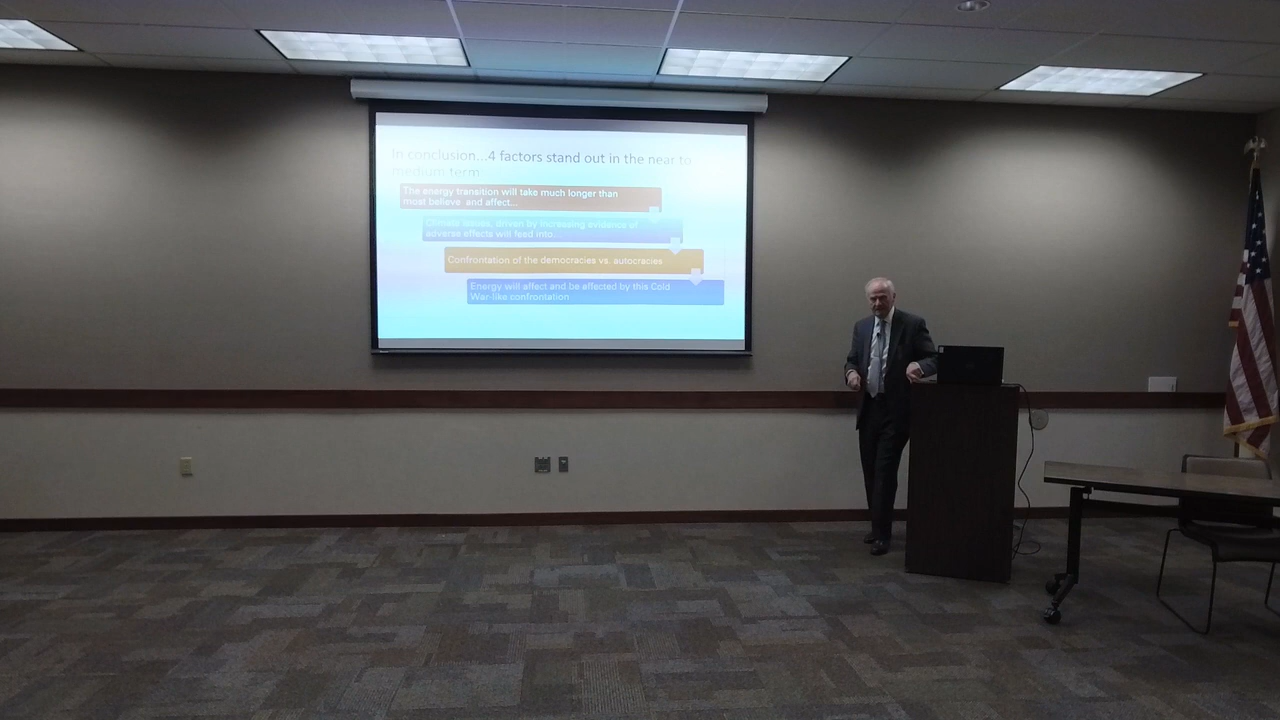 In conclusion...4 factors stand out in the near to
medium term
The energy transition will take much longer than
most believe and affect...
Climate issues, driven by increasing evidence of
adverse effects will feed into
Confrontation of the democracies vs. autocracies
Energy will affect and be affected by this Cold
War-like confrontation